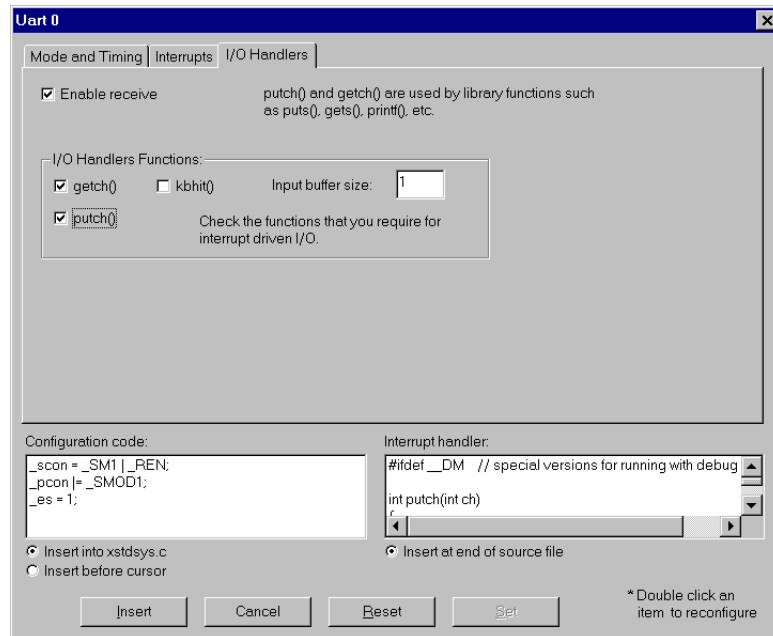 Uart 0
Mode and Timing
Interrupts
I/O Handlers
Enable receive
putch() and getch() are used by library functions such
as puts(), gets(), printf(), etc.
I/O Handlers Functions:
getch()
kbhit()
Input buffer size:
1
putch()
Check the functions that you require for
interrupt driven I/O.
Configuration code:
_scon = _SM1 | _REN;
_pcon |= _SMOD1;
_es = 1;
Interrupt handler:
#ifdef __DM // special versions for running with debug
int putch(int ch)
Insert into xstdsys.c
Insert before cursor
Insert at end of source file
Insert
Cancel
Reset
Set
* Double click an
item to reconfigure